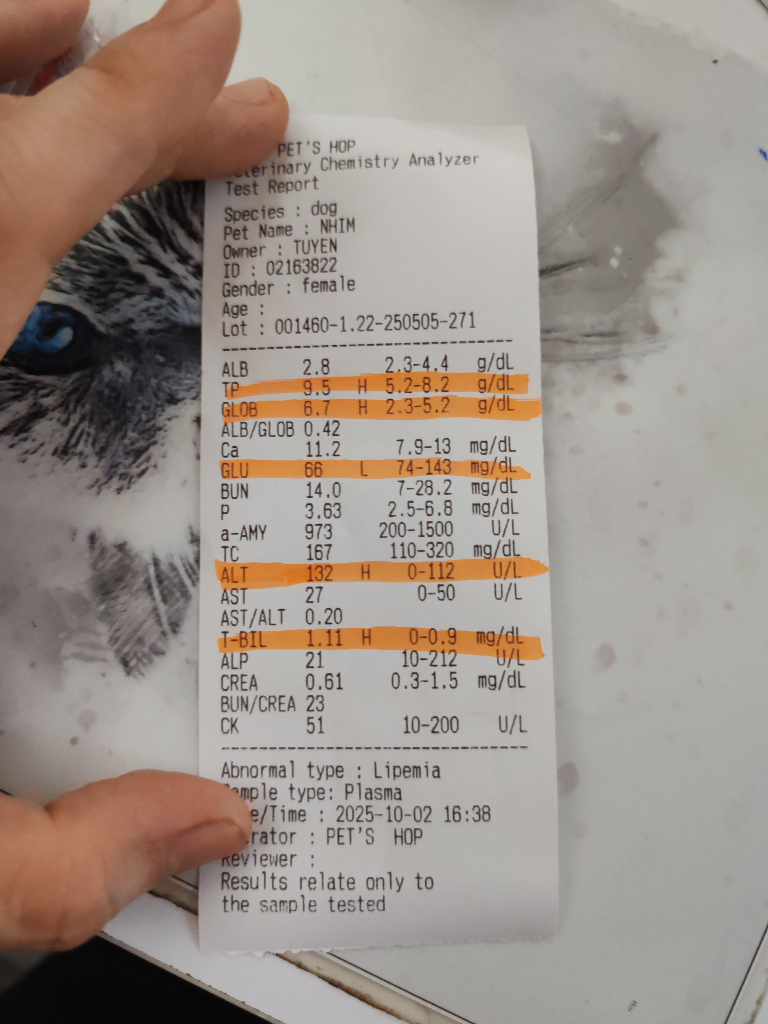 PET'S HOP
Veterinary Chemistry Analyzer
Test Report
Species : dog
Pet Name : NHIM
Owner : TUYEN
ID : 02163822
Gender : female
Age :
Lot : 001460-1.22-250505-271
ALB 2.8 2.3-4.4 g/dL
TP 9.5 H 5.2-8.2 g/dL
GLOB 6.7 H 2.3-5.2 g/dL
ALB/GLOB 0.42
Ca 11.2 7.9-13 mg/dL
GLU 66 L 74-143 mg/dL
BUN 14.0 7-28.2 mg/dL
P 3.63 2.5-6.8 mg/dL
a-AMY 973 200-1500 U/L
TC 167 110-320 mg/dL
ALT 132 H 0-112 U/L
AST 27 0-50 U/L
AST/ALT 0.20
T-BIL 1.11 H 0-0.9 mg/dL
ALP 21 10-212 U/L
CREA 0.61 0.3-1.5 mg/dL
BUN/CREA 23
CK 51 10-200 U/L
Abnormal type : Lipemia
Sample type: Plasma
e/Time : 2025-10-02 16:38
rator : PET'S HOP
Reviewer :
Results relate only to
the sample tested